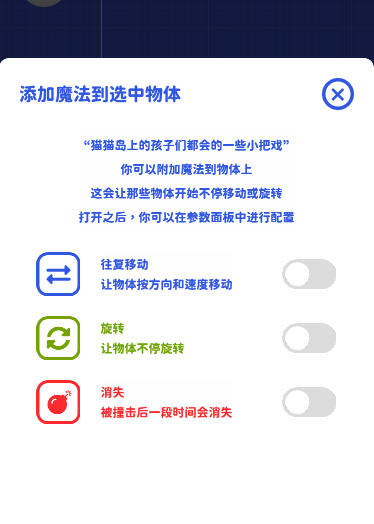 添加魔法到选中物体
“猫猫岛上的孩子们都会的一些小把戏”
你可以附加魔法到物体上
这会让那些物体开始不停移动或旋转
打开之后，你可以在参数面板中进行配置
往复移动
让物体按方向和速度移动
旋转
让物体不停旋转
消失
被撞击后一段时间会消失